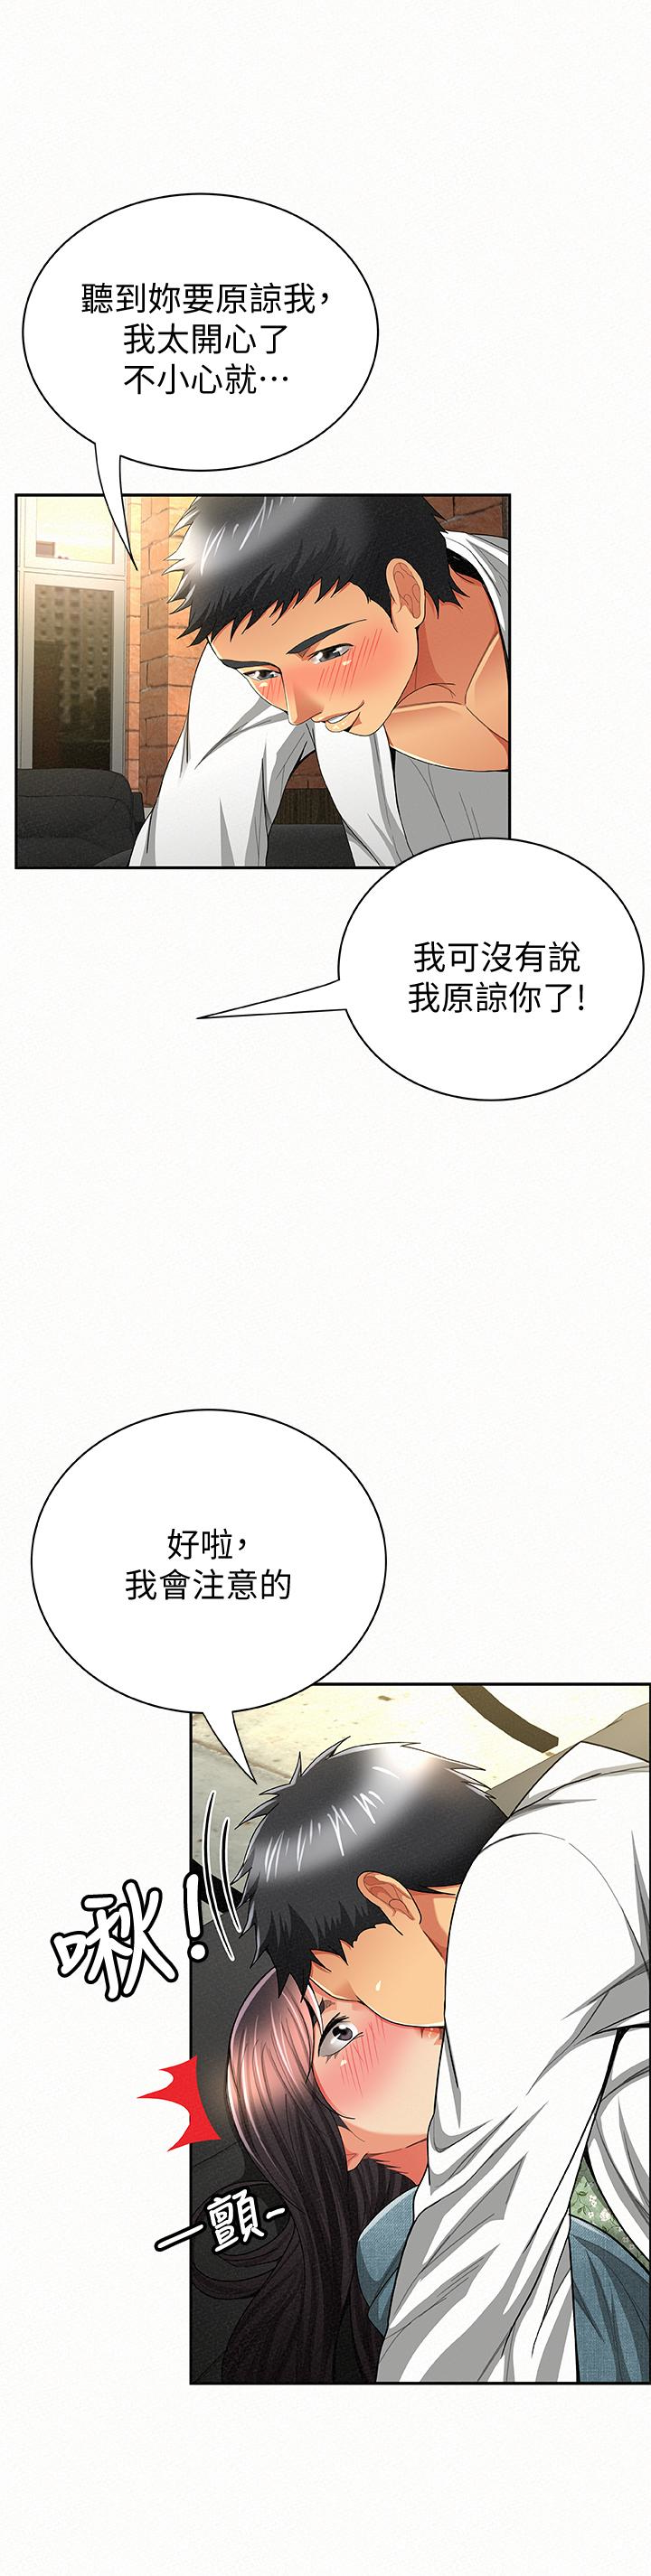 聽到妳要原諒我，
我太開心了
不小心就⋯
我可沒有說
我原諒你了!
好啦，
我會注意的
啾!
一顫-